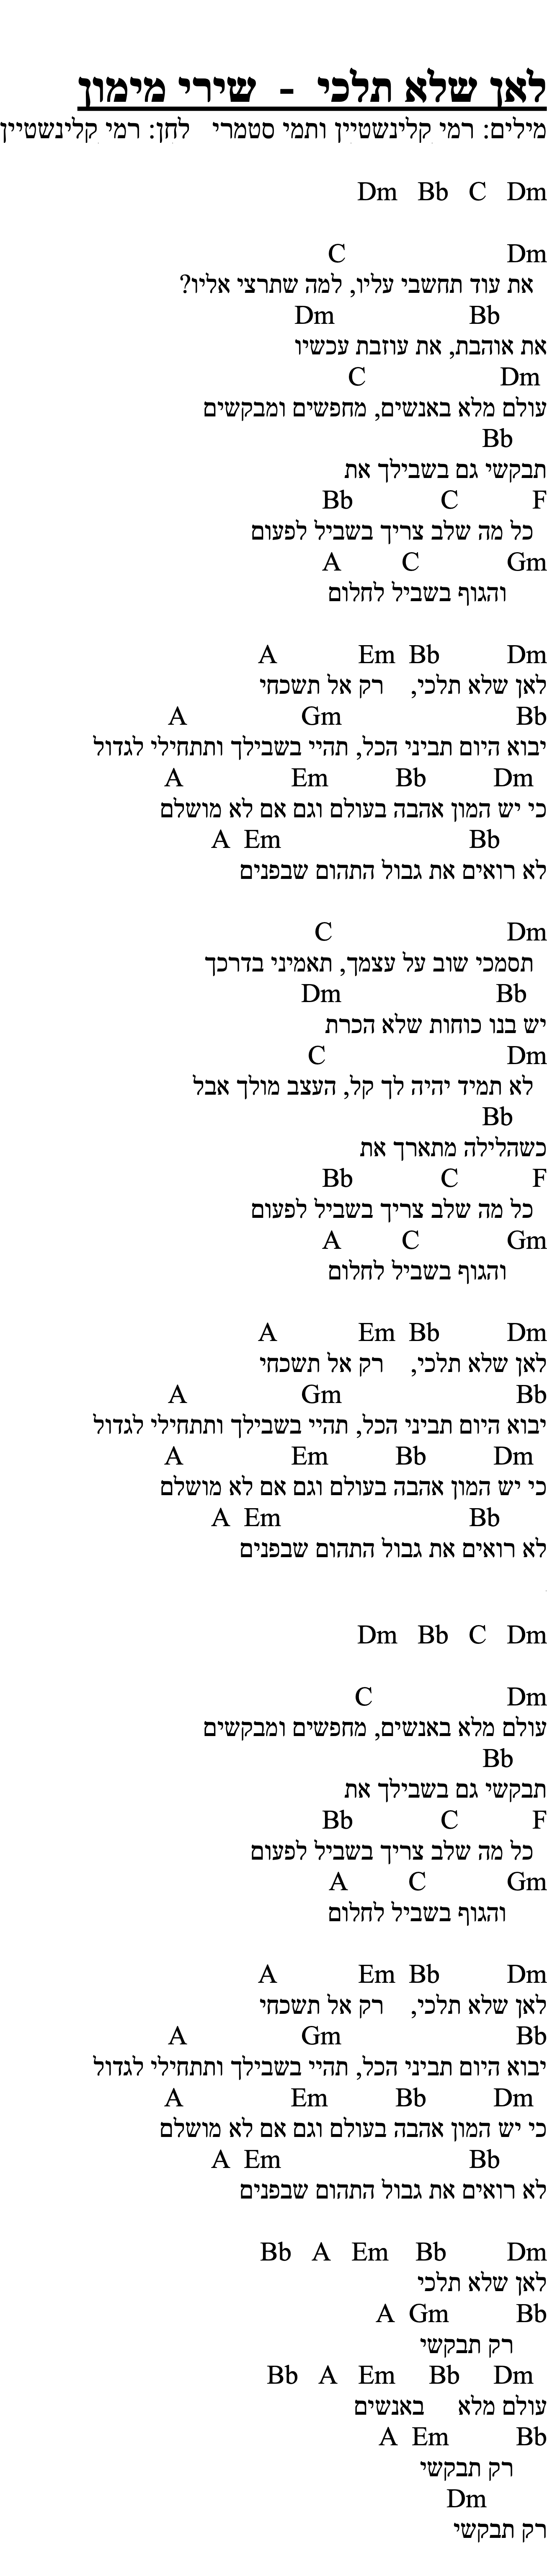 לאן שלא תלכי - שירי מימון
מילים: רמי קלינשטיין ותמי סטמרי לחן: רמי קלינשטיין
Dm Bb C Dm
C Dm
את עוד תחשבי עליו, למה שתרצי אליו?
Dm Bb
את אוהבת, את עוזבת עכשיו
C Dm
עולם מלא באנשים, מחפשים ומבקשים
Bb
תבקשי גם בשבילך את
Bb C F
כל מה שלב צריך בשביל לפעום
A C Gm
והגוף בשביל לחלום
A Em Bb Dm
לאן שלא תלכי, רק אל תשכחי
A Gm Bb
יבוא היום תביני הכל, תהיי בשבילך ותתחילי לגדול
A Em Bb Dm
כי יש המון אהבה בעולם וגם אם לא מושלם
A Em Bb
לא רואים את גבול התהום שבפנים
C Dm
תסמכי שוב על עצמך, תאמיני בדרכך
Dm Bb
יש בנו כוחות שלא הכרת
C Dm
לא תמיד יהיה לך קל, העצב מולך אבל
Bb
כשהלילה מתארך את
Bb C F
כל מה שלב צריך בשביל לפעום
A C Gm
והגוף בשביל לחלום
A Em Bb Dm
לאן שלא תלכי, רק אל תשכחי
A Gm Bb
יבוא היום תביני הכל, תהיי בשבילך ותתחילי לגדול
A Em Bb Dm
כי יש המון אהבה בעולם וגם אם לא מושלם
A Em Bb
לא רואים את גבול התהום שבפנים
Dm Bb C Dm
C Dm
עולם מלא באנשים, מחפשים ומבקשים
Bb
תבקשי גם בשבילך את
Bb C F
כל מה שלב צריך בשביל לפעום
A C Gm
והגוף בשביל לחלום
A Em Bb Dm
לאן שלא תלכי, רק אל תשכחי
A Gm Bb
יבוא היום תביני הכל, תהיי בשבילך ותתחילי לגדול
A Em Bb Dm
כי יש המון אהבה בעולם וגם אם לא מושלם
A Em Bb
לא רואים את גבול התהום שבפנים
Bb A Em Bb Dm
לאן שלא תלכי
A Gm Bb
רק תבקשי
Bb A Em Bb Dm
עולם מלא באנשים
A Em Bb
רק תבקשי
Dm
רק תבקשי